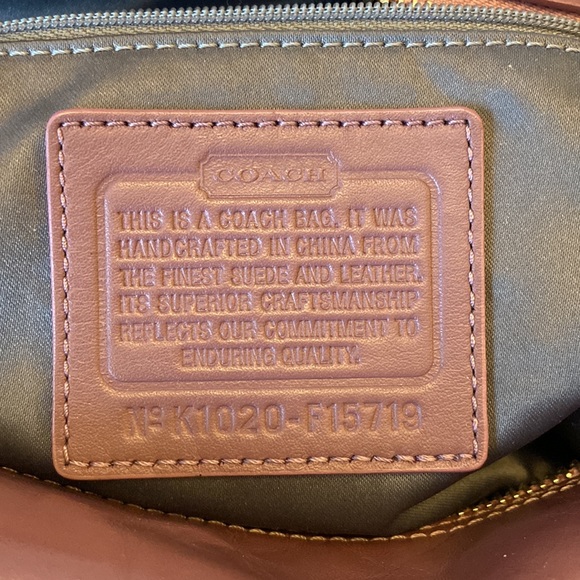 COACH
THIS IS A COACH BAG. IT WAS
HANDCRAFTED IN CHINA FROM
THE FINEST SUEDE AND LEATHER.
ITS SUPERIOR CRAFTSMANSHIP
REFLECTS OUR COMMITMENT TO
ENDURING QUALITY.
Nº K1020-F15719